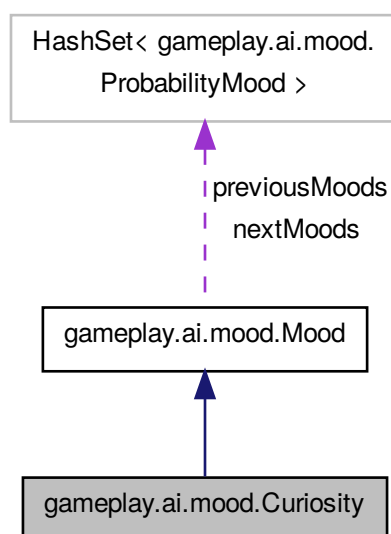 HashSet< gameplay.ai.mood.
ProbabilityMood >
previousMoods
nextMoods
gameplay.ai.mood.Mood
gameplay.ai.mood.Curiosity